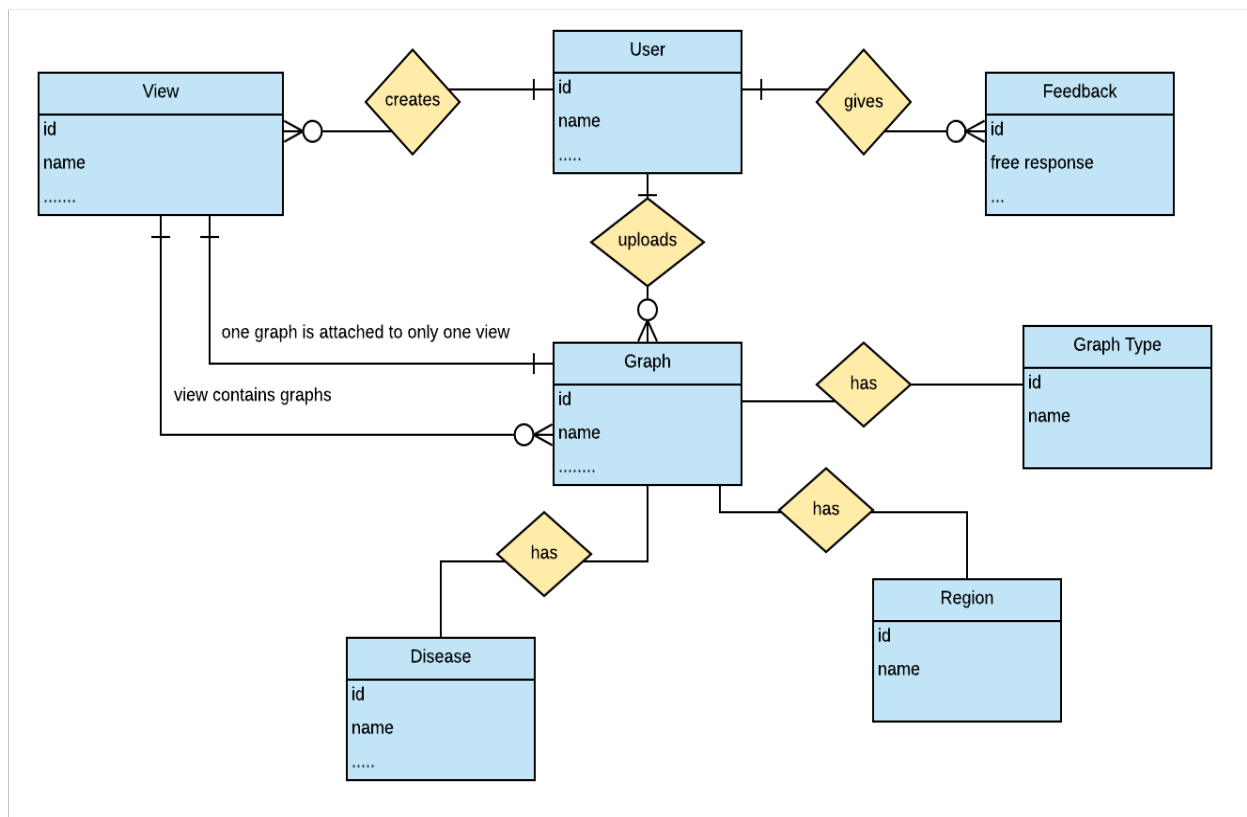 User
id
name
.....
View
id
name
.......
creates
gives
Feedback
id
free response
...
uploads
one graph is attached to only one view
view contains graphs
Graph
id
name
........
has
Graph Type
id
name
has
has
Region
id
name
Disease
id
name
.....